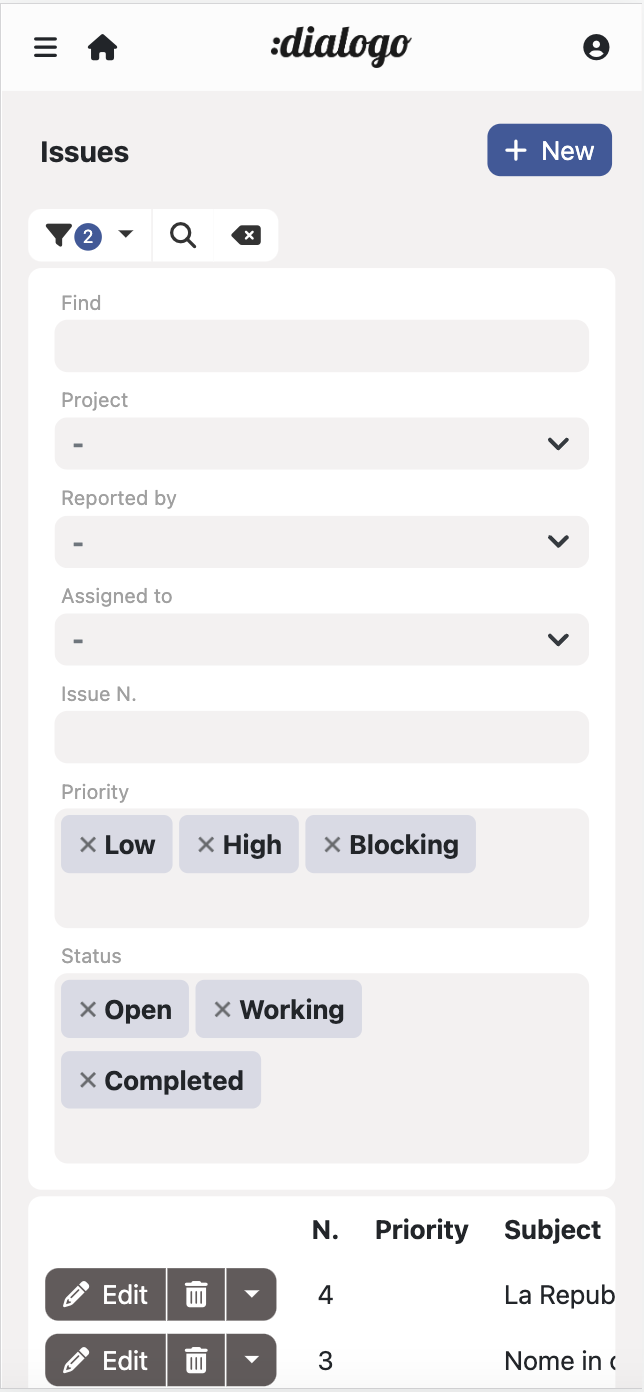 :dialogo
Issues
+ New
2
Find
Project
-
Reported by
-
Assigned to
-
Issue N.
Priority
× Low × High × Blocking
Status
× Open × Working
× Completed
N. Priority Subject
Edit 4 La Repub
Edit 3 Nome in